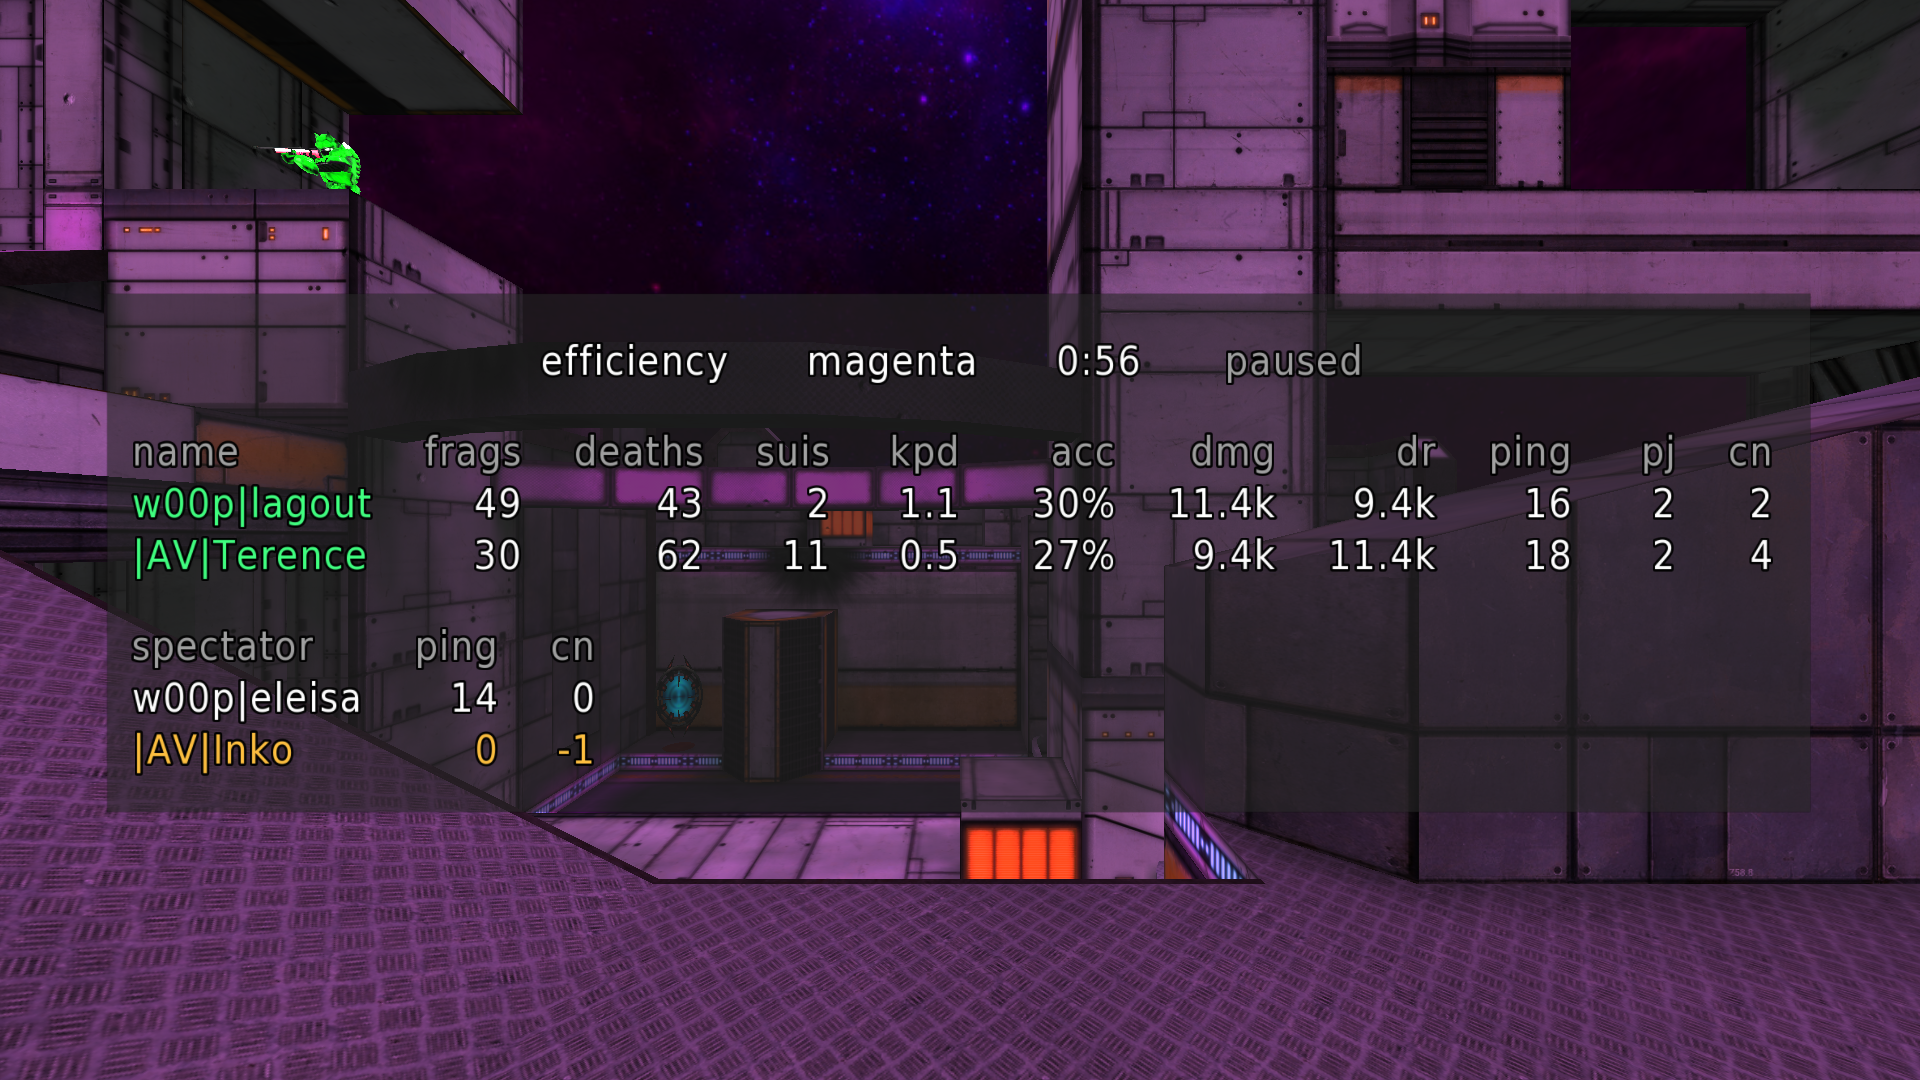 efficiency magenta 0:56 paused
name frags deaths suis kpd acc dmg dr ping pj cn
w00p|lagout 49 43 2 1.1 30% 11.4k 9.4k 16 2 2
|AV|Terence 30 62 11 0.5 27% 9.4k 11.4k 18 2 4
spectator ping cn
w00p|eleisa 14 0
|AV|Inko 0 -1